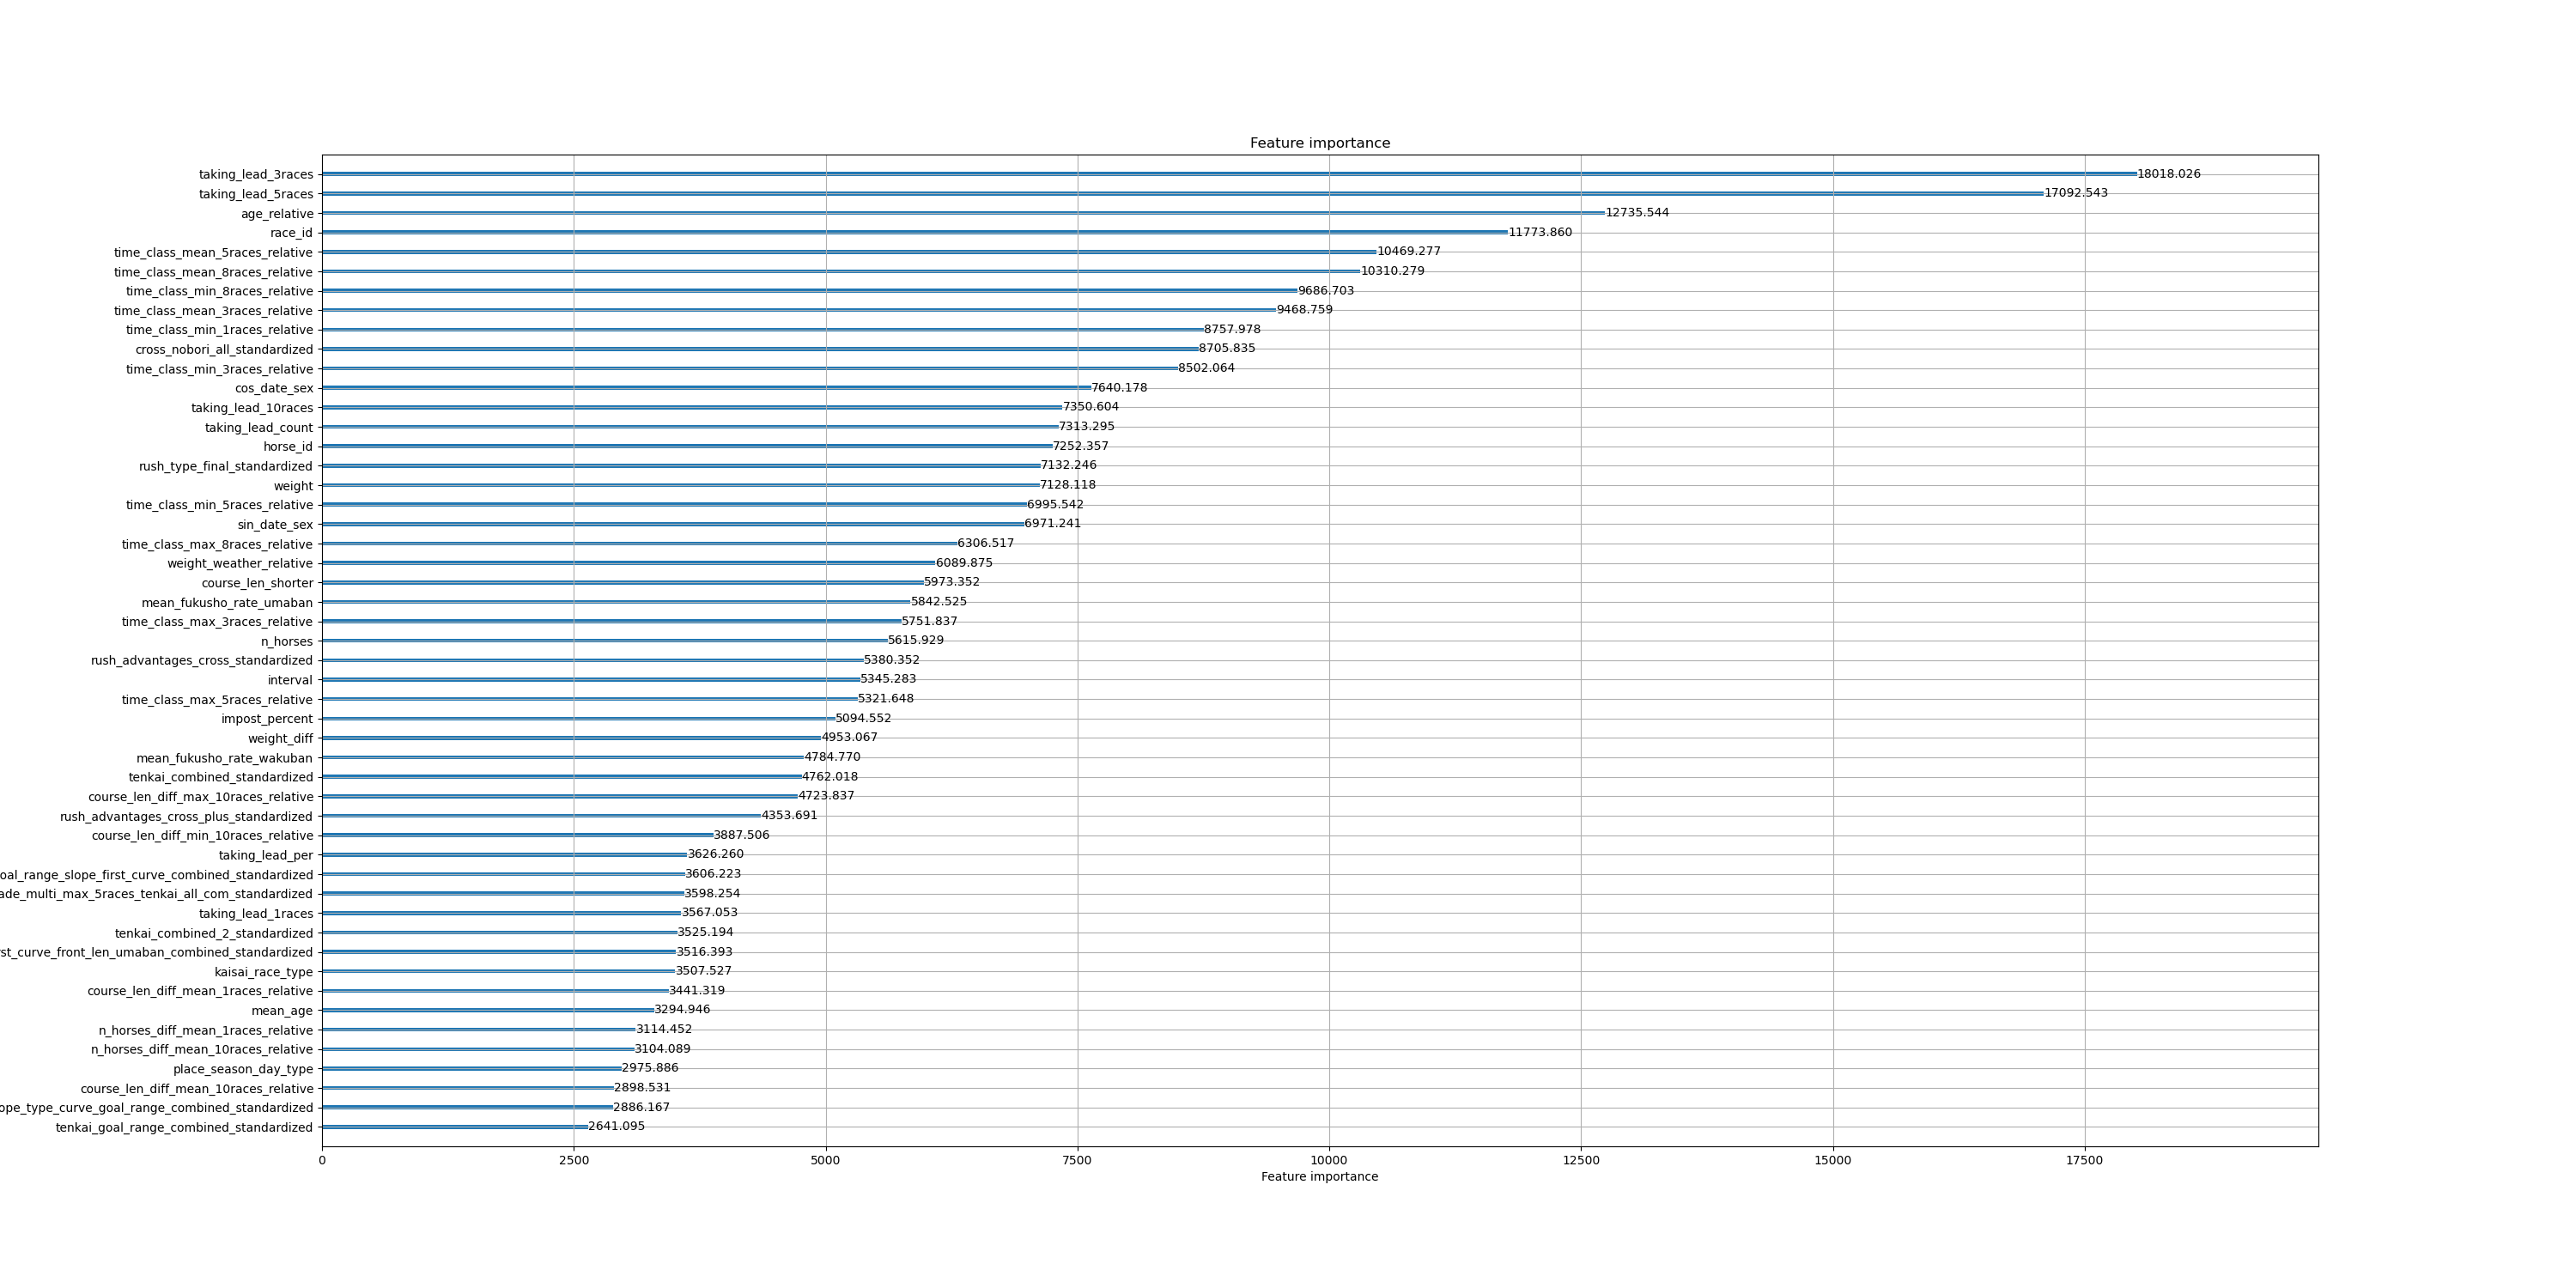 Feature importance
taking_lead_3races 18018.026
taking_lead_5races 17092.543
age_relative 12735.544
race_id 11773.860
time_class_mean_5races_relative 10469.277
time_class_mean_8races_relative 10310.279
time_class_min_8races_relative 9686.703
time_class_mean_3races_relative 9468.759
time_class_min_1races_relative 8757.978
cross_nobori_all_standardized 8705.835
time_class_min_3races_relative 8502.064
cos_date_sex 7640.178
taking_lead_10races 7350.604
taking_lead_count 7313.295
horse_id 7252.357
rush_type_final_standardized 7132.246
weight 7128.118
time_class_min_5races_relative 6995.542
sin_date_sex 6971.241
time_class_max_8races_relative 6306.517
weight_weather_relative 6089.875
course_len_shorter 5973.352
mean_fukusho_rate_umaban 5842.525
time_class_max_3races_relative 5751.837
n_horses 5615.929
rush_advantages_cross_standardized 5380.352
interval 5345.283
time_class_max_5races_relative 5321.648
impost_percent 5094.552
weight_diff 4953.067
mean_fukusho_rate_wakuban 4784.770
tenkai_combined_standardized 4762.018
course_len_diff_max_10races_relative 4723.837
rush_advantages_cross_plus_standardized 4353.691
course_len_diff_min_10races_relative 3887.506
taking_lead_per 3626.260
oal_range_slope_first_curve_combined_standardized 3606.223
ade_multi_max_5races_tenkai_all_com_standardized 3598.254
taking_lead_1races 3567.053
tenkai_combined_2_standardized 3525.194
st_curve_front_len_umaban_combined_standardized 3516.393
kaisai_race_type 3507.527
course_len_diff_mean_1races_relative 3441.319
mean_age 3294.946
n_horses_diff_mean_1races_relative 3114.452
n_horses_diff_mean_10races_relative 3104.089
place_season_day_type 2975.886
course_len_diff_mean_10races_relative 2898.531
ope_type_curve_goal_range_combined_standardized 2886.167
tenkai_goal_range_combined_standardized 2641.095
0 2500 5000 7500 10000 12500 15000 17500
Feature importance